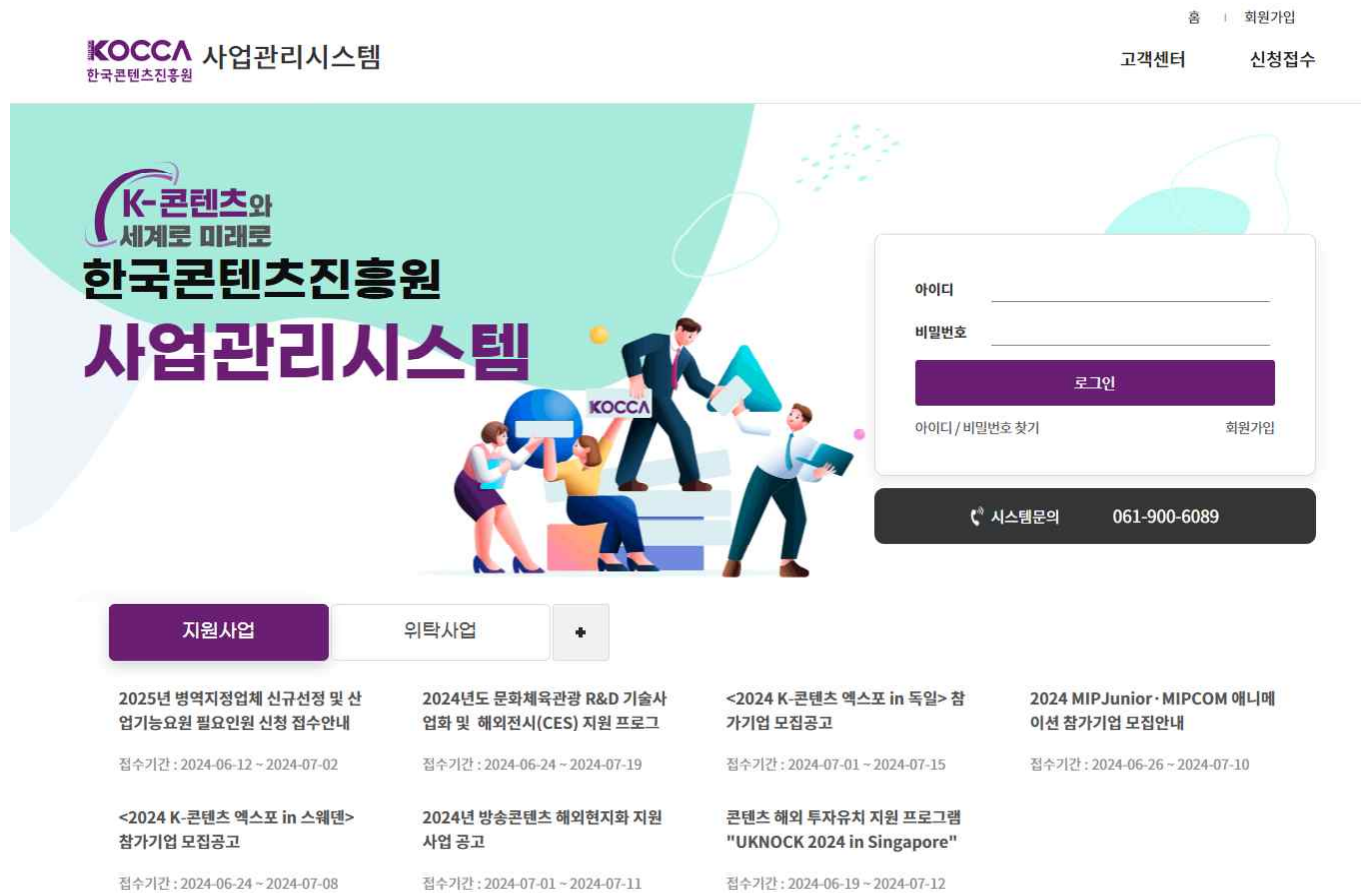 홈 | 회원가입
KOCCA 한국콘텐츠진흥원 사업관리시스템
고객센터 신청접수
K-콘텐츠와
세계로 미래로
한국콘텐츠진흥원
사업관리시스템
KOCCA
아이디
비밀번호
로그인
아이디 / 비밀번호 찾기 회원가입
시스템문의 061-900-6089
지원사업 위탁사업 +
2025년 병역지정업체 신규선정 및 산
업기능요원 필요인원 신청 접수안내
접수기간 : 2024-06-12 ~ 2024-07-02
2024년도 문화체육관광 R&D 기술사
업화 및 해외전시(CES) 지원 프로그
접수기간 : 2024-06-24 ~ 2024-07-19
<2024 K-콘텐츠 엑스포 in 독일> 참
가기업 모집공고
접수기간 : 2024-07-01 ~ 2024-07-15
2024 MIPJunior·MIPCOM 애니메
이션 참가기업 모집안내
접수기간 : 2024-06-26 ~ 2024-07-10
<2024 K-콘텐츠 엑스포 in 스웨덴>
참가기업 모집공고
접수기간 : 2024-06-24 ~ 2024-07-08
2024년 방송콘텐츠 해외현지화 지원
사업 공고
접수기간 : 2024-07-01 ~ 2024-07-11
콘텐츠 해외 투자유치 지원 프로그램
"UKNOCK 2024 in Singapore"
접수기간 : 2024-06-19 ~ 2024-07-12